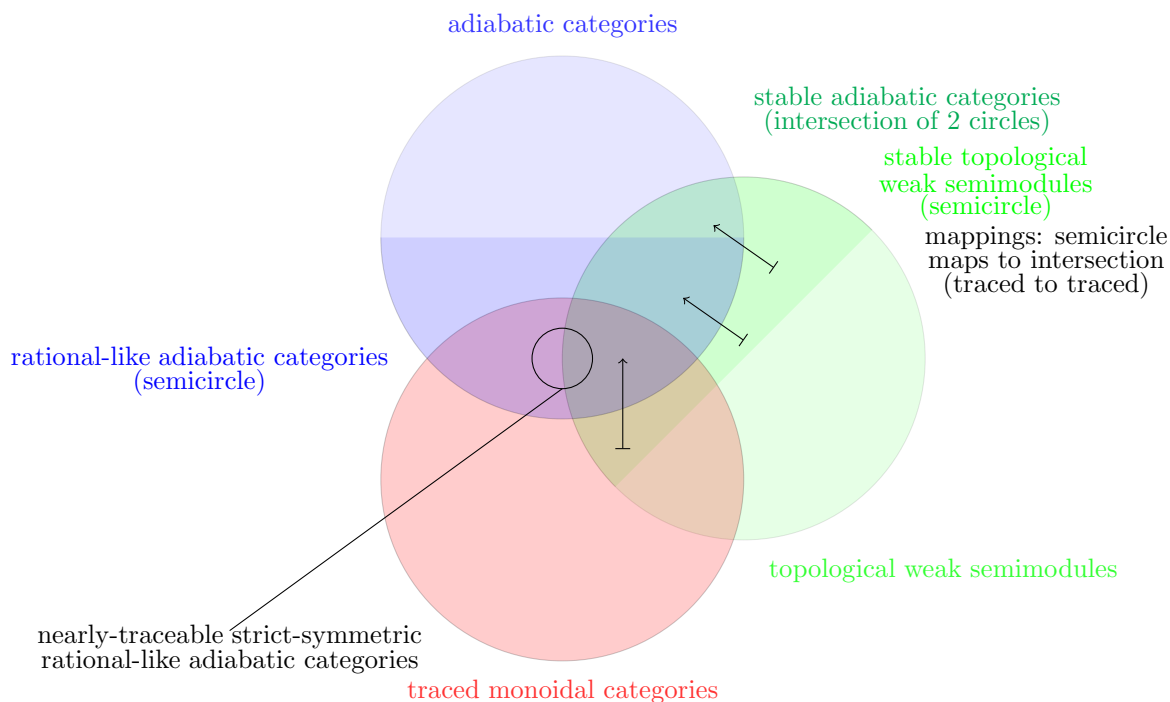 adiabatic categories
stable adiabatic categories
(intersection of 2 circles)
stable topological
weak semimodules
(semicircle)
mappings: semicircle
maps to intersection
(traced to traced)
rational-like adiabatic categories
(semicircle)
topological weak semimodules
nearly-traceable strict-symmetric
rational-like adiabatic categories
traced monoidal categories